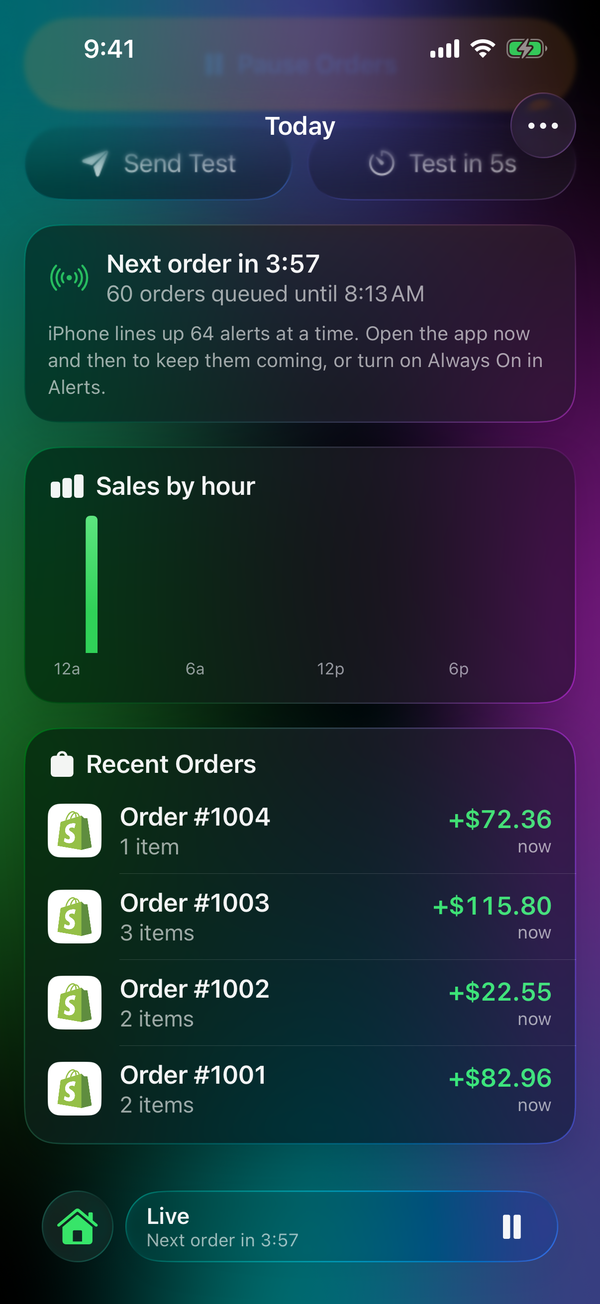 9:41
Pause Orders
Today
Send Test
Test in 5s
Next order in 3:57
60 orders queued until 8:13 AM
iPhone lines up 64 alerts at a time. Open the app now
and then to keep them coming, or turn on Always On in
Alerts.
Sales by hour
12a 6a 12p 6p
Recent Orders
Order #1004
+$72.36
1 item
now
Order #1003
+$115.80
3 items
now
Order #1002
+$22.55
2 items
now
Order #1001
+$82.96
2 items
now
Live
Next order in 3:57